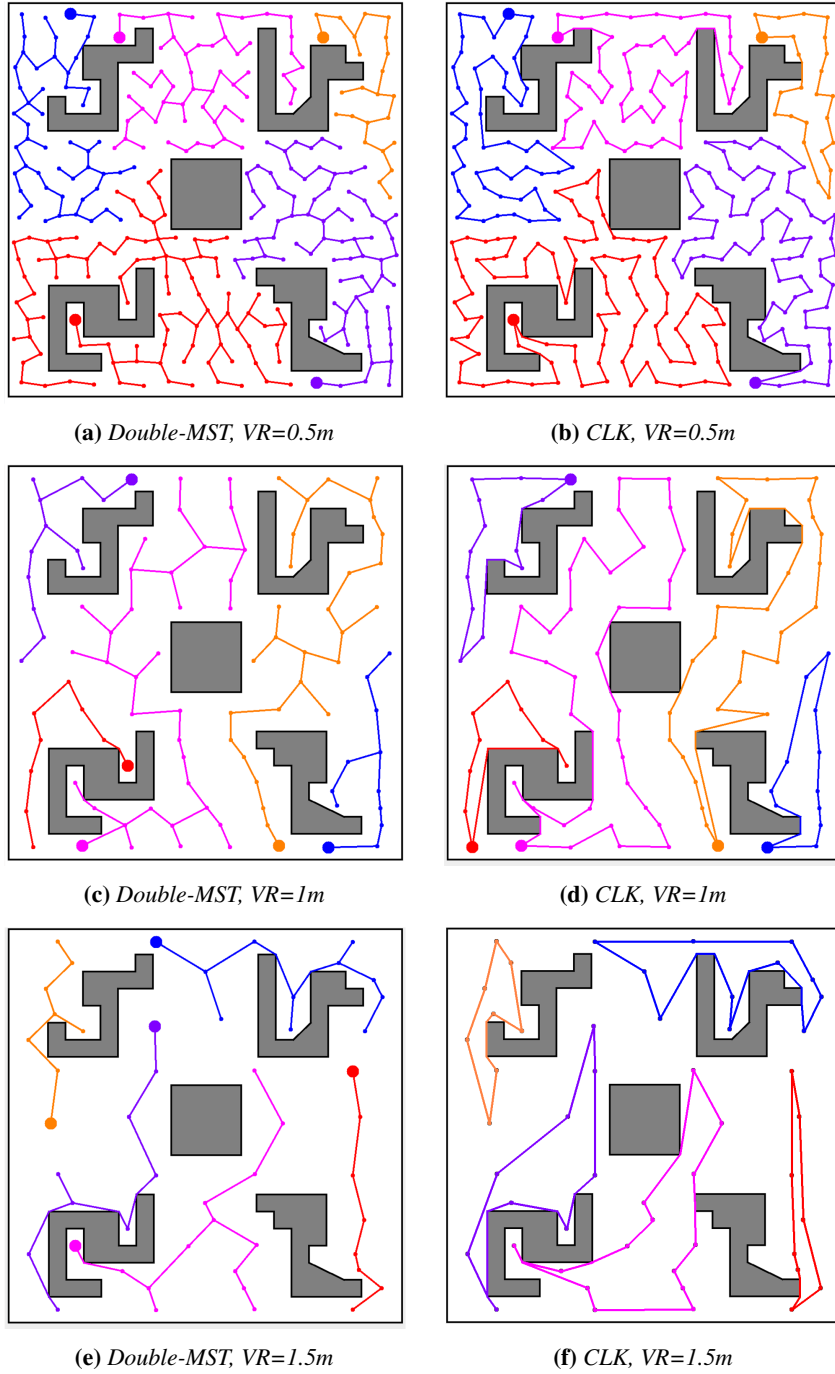 (a) Double-MST, VR=0.5m
(b) CLK, VR=0.5m
(c) Double-MST, VR=1m
(d) CLK, VR=1m
(e) Double-MST, VR=1.5m
(f) CLK, VR=1.5m